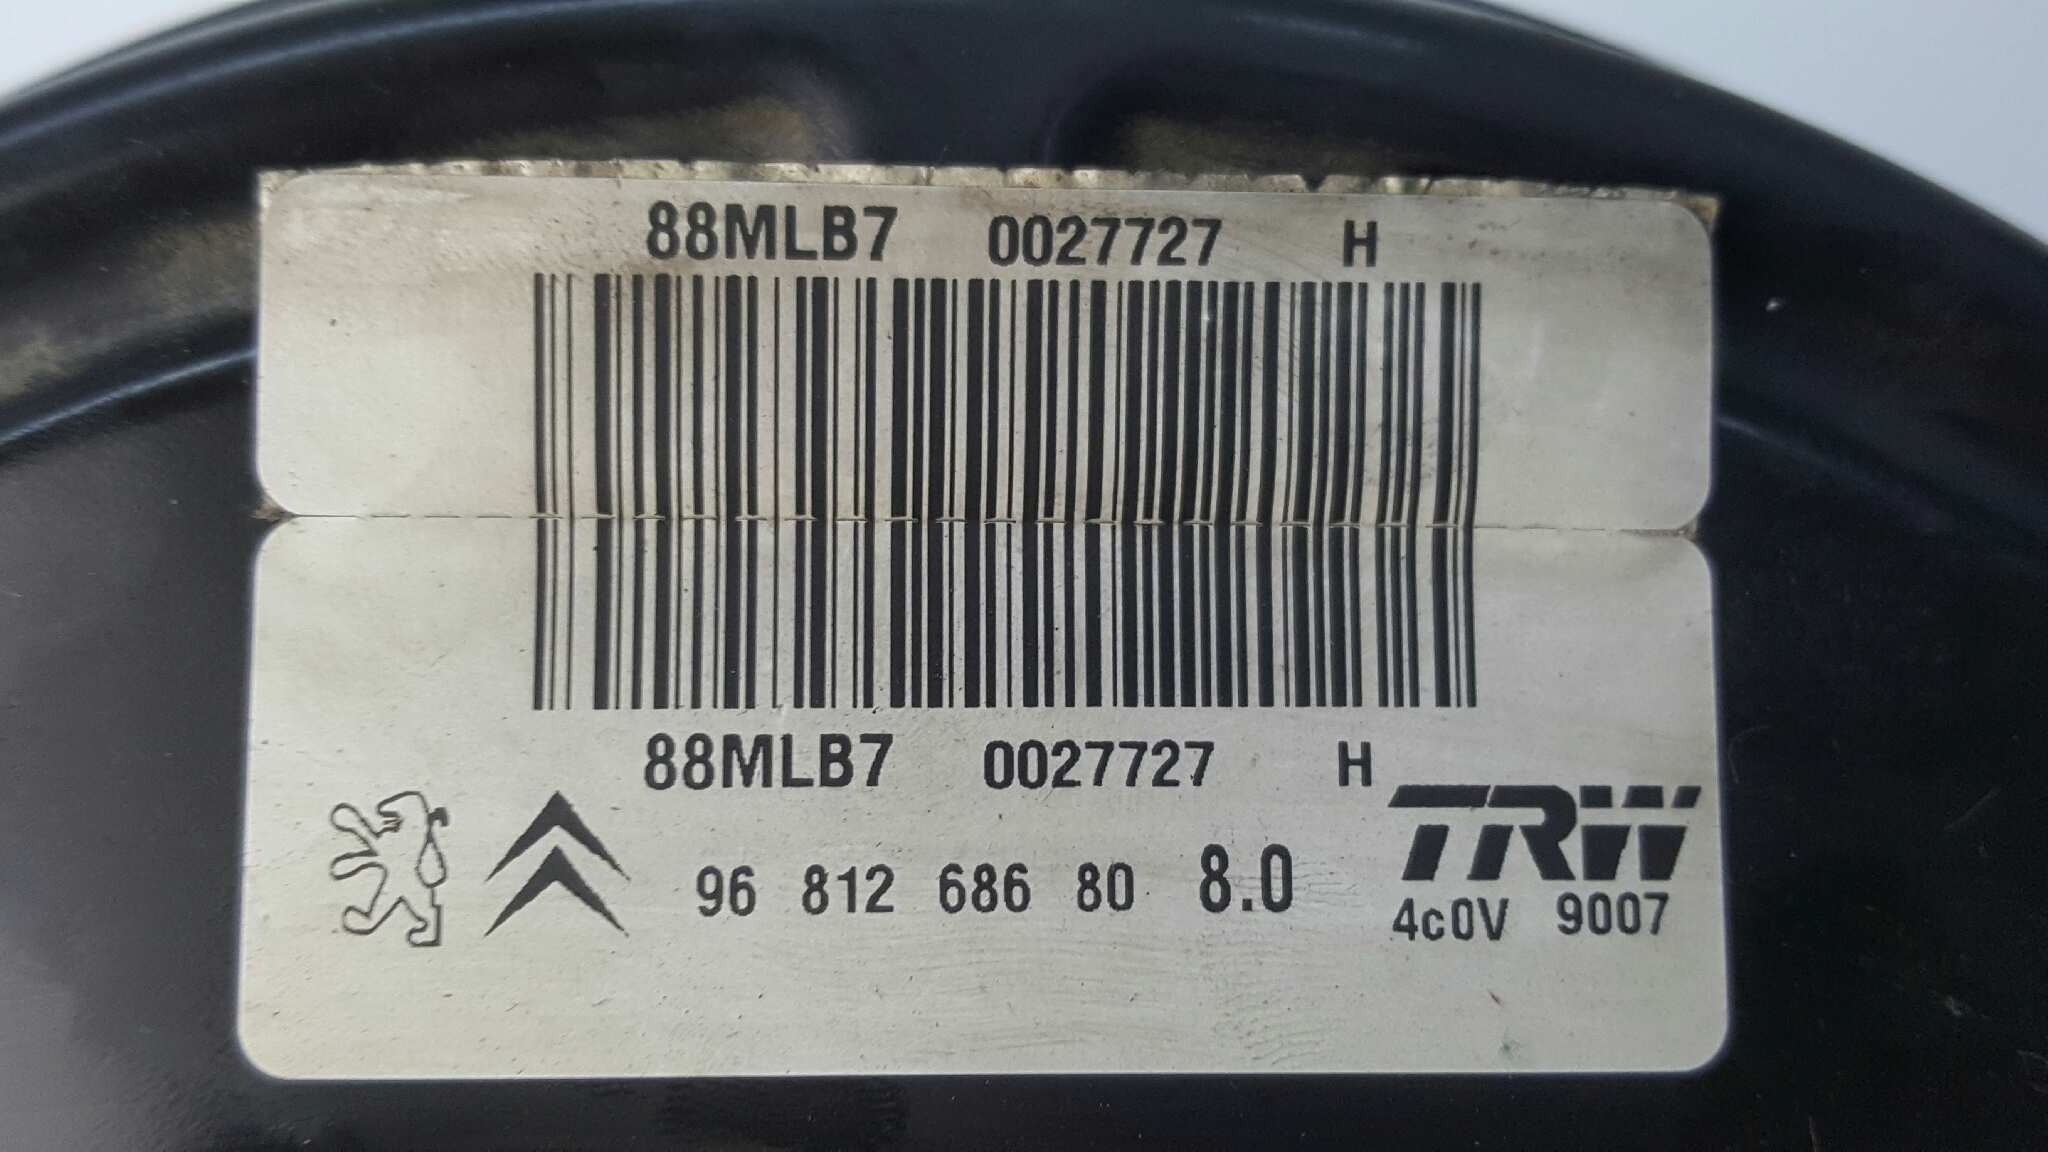 88MLB7 0027727 H
88MLB7 0027727 H
TRW
96 812 686 80 8.0
4c0V 9007